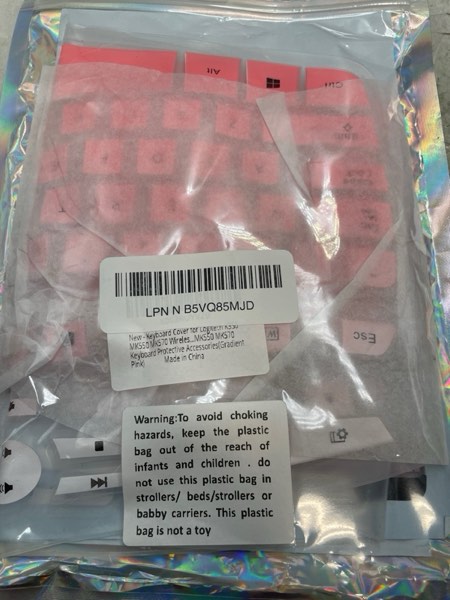 Alt
Ctrl
Esc
LPN N B5VQ85MJD
New - Keyboard Cover for Logitech K550
MK550 MK570 Wireles...MK550 MK570
Keyboard Protective Accessories(Gradient
Pink) Made in China
Warning:To avoid choking
hazards, keep the plastic
bag out of the reach of
infants and children . do
not use this plastic bag in
strollers/ beds/strollers or
babby carriers. This plastic
bag is not a toy